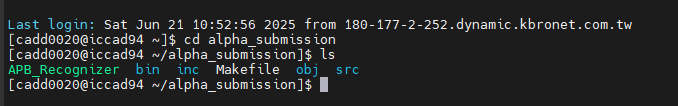 Last login: Sat Jun 21 10:52:56 2025 from 180-177-2-252.dynamic.kbronet.com.tw
[cadd0020@iccad94 ~]$ cd alpha_submission
[cadd0020@iccad94 ~/alpha_submission]$ ls
APB_Recognizer  bin  inc  Makefile  obj  src
[cadd0020@iccad94 ~/alpha_submission]$